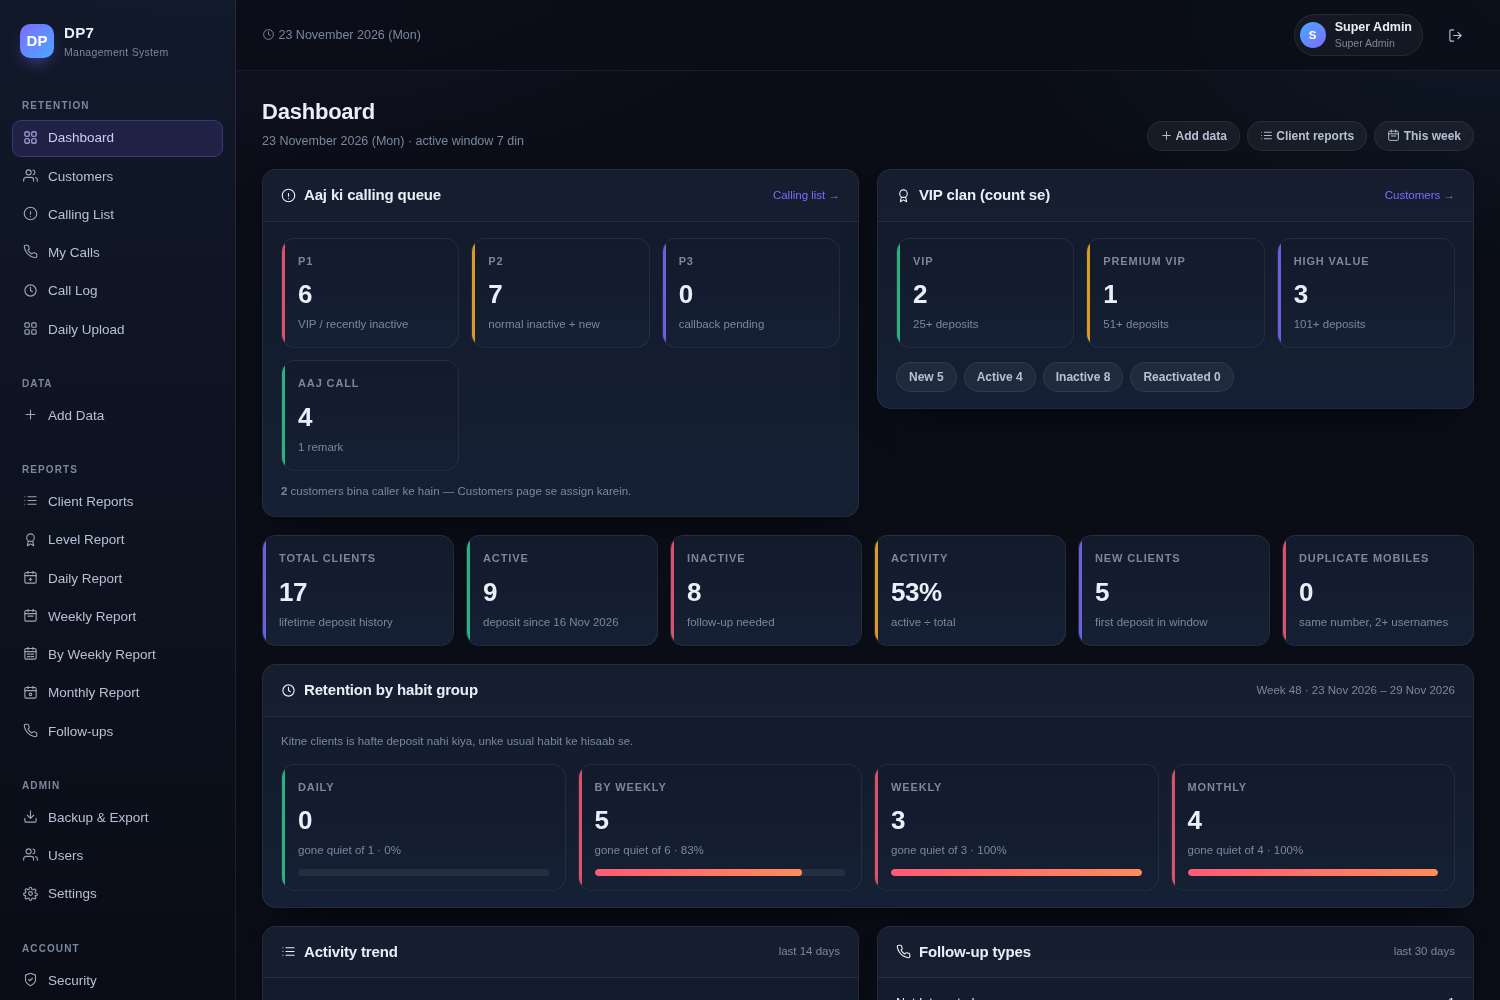 DP
DP7
Management System
RETENTION
Dashboard
Customers
Calling List
My Calls
Call Log
Daily Upload
DATA
Add Data
REPORTS
Client Reports
Level Report
Daily Report
Weekly Report
By Weekly Report
Monthly Report
Follow-ups
ADMIN
Backup & Export
Users
Settings
ACCOUNT
Security
23 November 2026 (Mon)
S
Super Admin
Super Admin
Dashboard
23 November 2026 (Mon) · active window 7 din
Add data
Client reports
This week
Aaj ki calling queue
Calling list →
P1
6
VIP / recently inactive
P2
7
normal inactive + new
P3
0
callback pending
AAJ CALL
4
1 remark
2 customers bina caller ke hain — Customers page se assign karein.
VIP plan (count se)
Customers →
VIP
2
25+ deposits
PREMIUM VIP
1
51+ deposits
HIGH VALUE
3
101+ deposits
New 5
Active 4
Inactive 8
Reactivated 0
TOTAL CLIENTS
17
lifetime deposit history
ACTIVE
9
deposit since 16 Nov 2026
INACTIVE
8
follow-up needed
ACTIVITY
53%
active ÷ total
NEW CLIENTS
5
first deposit in window
DUPLICATE MOBILES
0
same number, 2+ usernames
Retention by habit group
Week 48 · 23 Nov 2026 – 29 Nov 2026
Kitne clients is hafte deposit nahi kiya, unke usual habit ke hisaab se.
DAILY
0
gone quiet of 1 · 0%
BY WEEKLY
5
gone quiet of 6 · 83%
WEEKLY
3
gone quiet of 3 · 100%
MONTHLY
4
gone quiet of 4 · 100%
Activity trend
last 14 days
Follow-up types
last 30 days